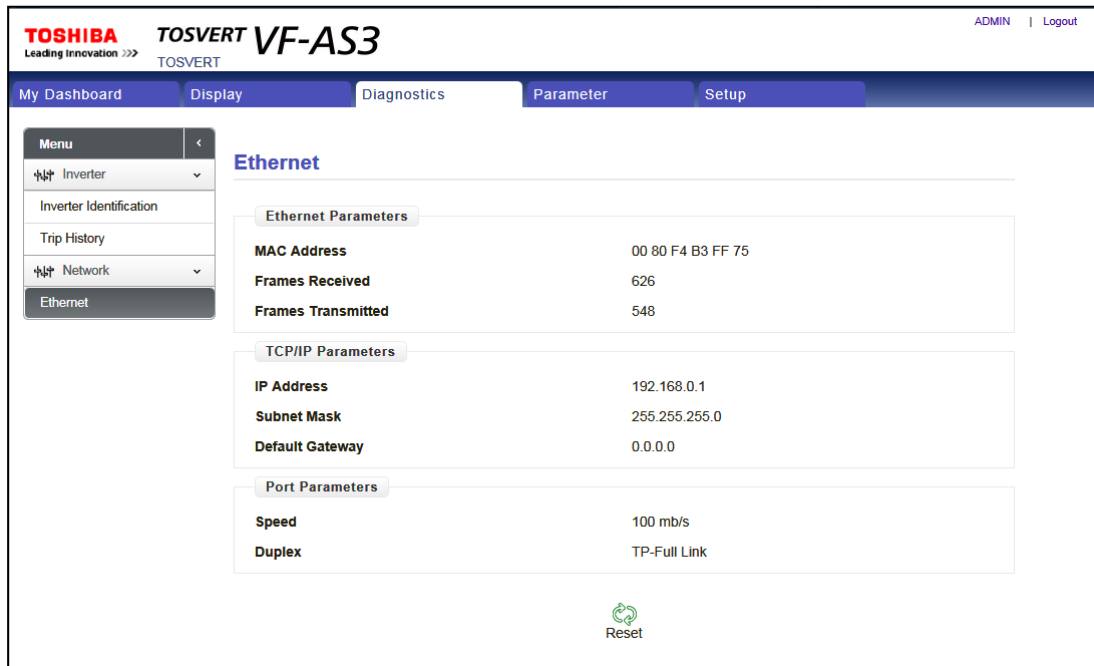 ADMIN | Logout
TOSHIBA
Leading Innovation >>>
TOSVERT VF-AS3
TOSVERT
My Dashboard Display Diagnostics Parameter Setup
Menu
Inverter
Inverter Identification
Trip History
Network
Ethernet
Ethernet
Ethernet Parameters
MAC Address 00 80 F4 B3 FF 75
Frames Received 626
Frames Transmitted 548
TCP/IP Parameters
IP Address 192.168.0.1
Subnet Mask 255.255.255.0
Default Gateway 0.0.0.0
Port Parameters
Speed 100 mb/s
Duplex TP-Full Link
Reset